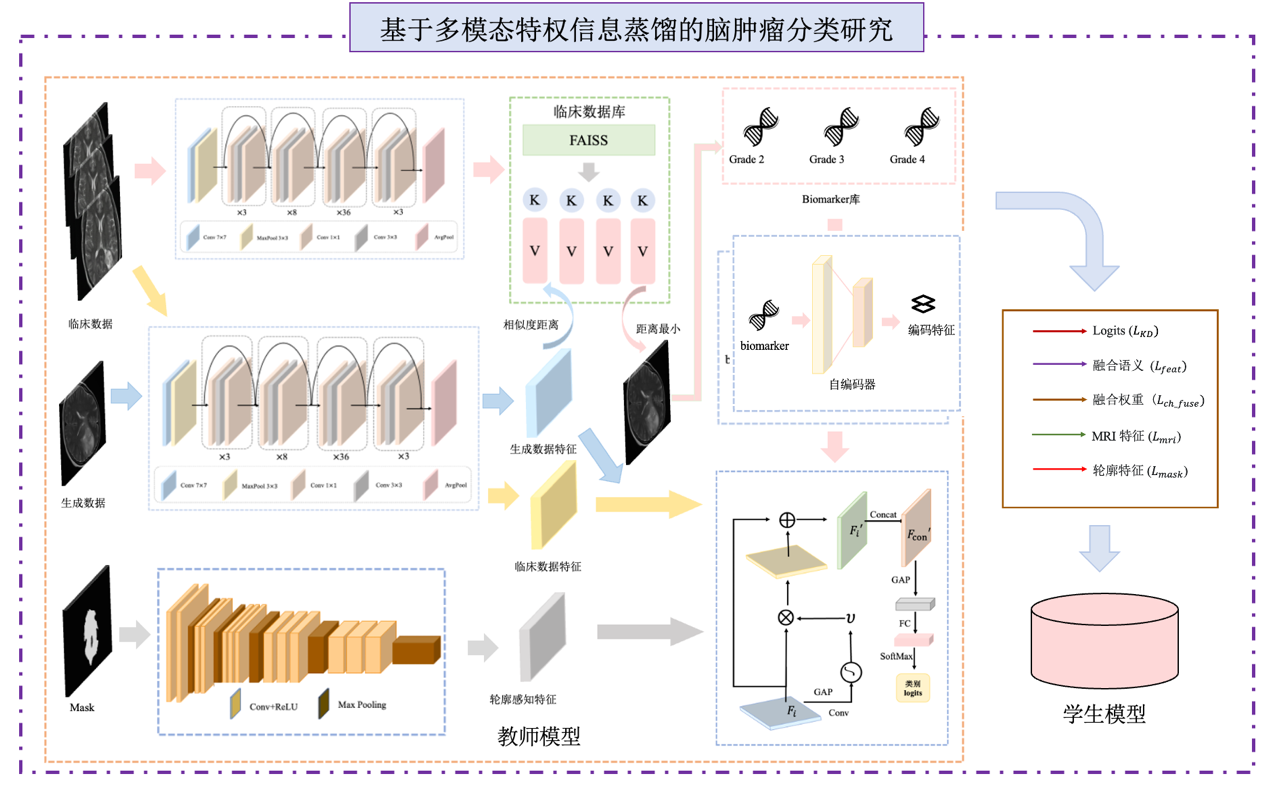 基于多模态特权信息蒸馏的脑肿瘤分类研究
临床数据
×3 ×8 ×36 ×3
Conv 7×7 MaxPool 3×3 Conv 1×1 Conv 3×3 AvgPool
临床数据库
FAISS
K K K K
V V V V
相似度距离
距离最小
Grade 2 Grade 3 Grade 4
Biomarker库
b
biomarker
自编码器
编码特征
生成数据
×3 ×8 ×36 ×3
Conv 7×7 MaxPool 3×3 Conv 1×1 Conv 3×3 AvgPool
生成数据特征
临床数据特征
Mask
Conv+ReLU Max Pooling
轮廓感知特征
教师模型
F_i′
Concat
F_con′
GAP
FC
SoftMax
类别
logits
υ
GAP
Conv
F_i
Logits (L_KD)
融合语义 (L_feat)
融合权重（L_ch_fuse)
MRI 特征 (L_mri)
轮廓特征 (L_mask)
学生模型